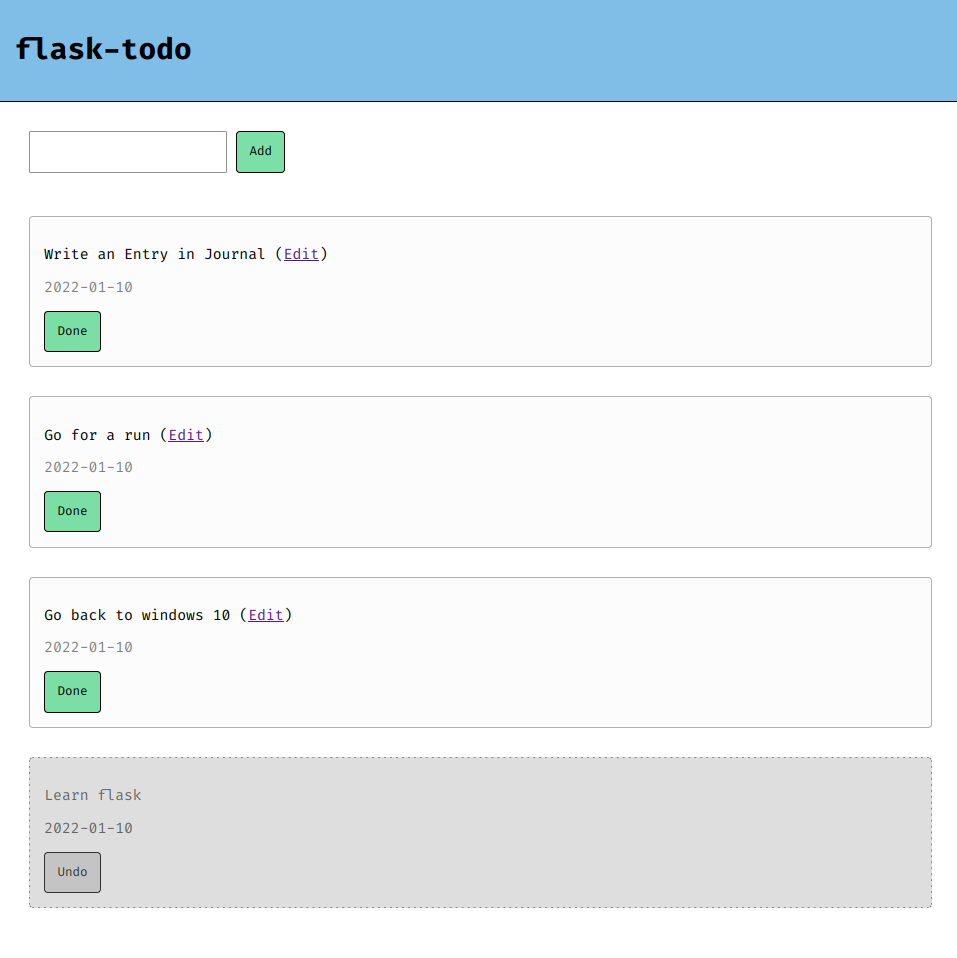 flask-todo
Add
Write an Entry in Journal (Edit)
2022-01-10
Done
Go for a run (Edit)
2022-01-10
Done
Go back to windows 10 (Edit)
2022-01-10
Done
Learn flask
2022-01-10
Undo